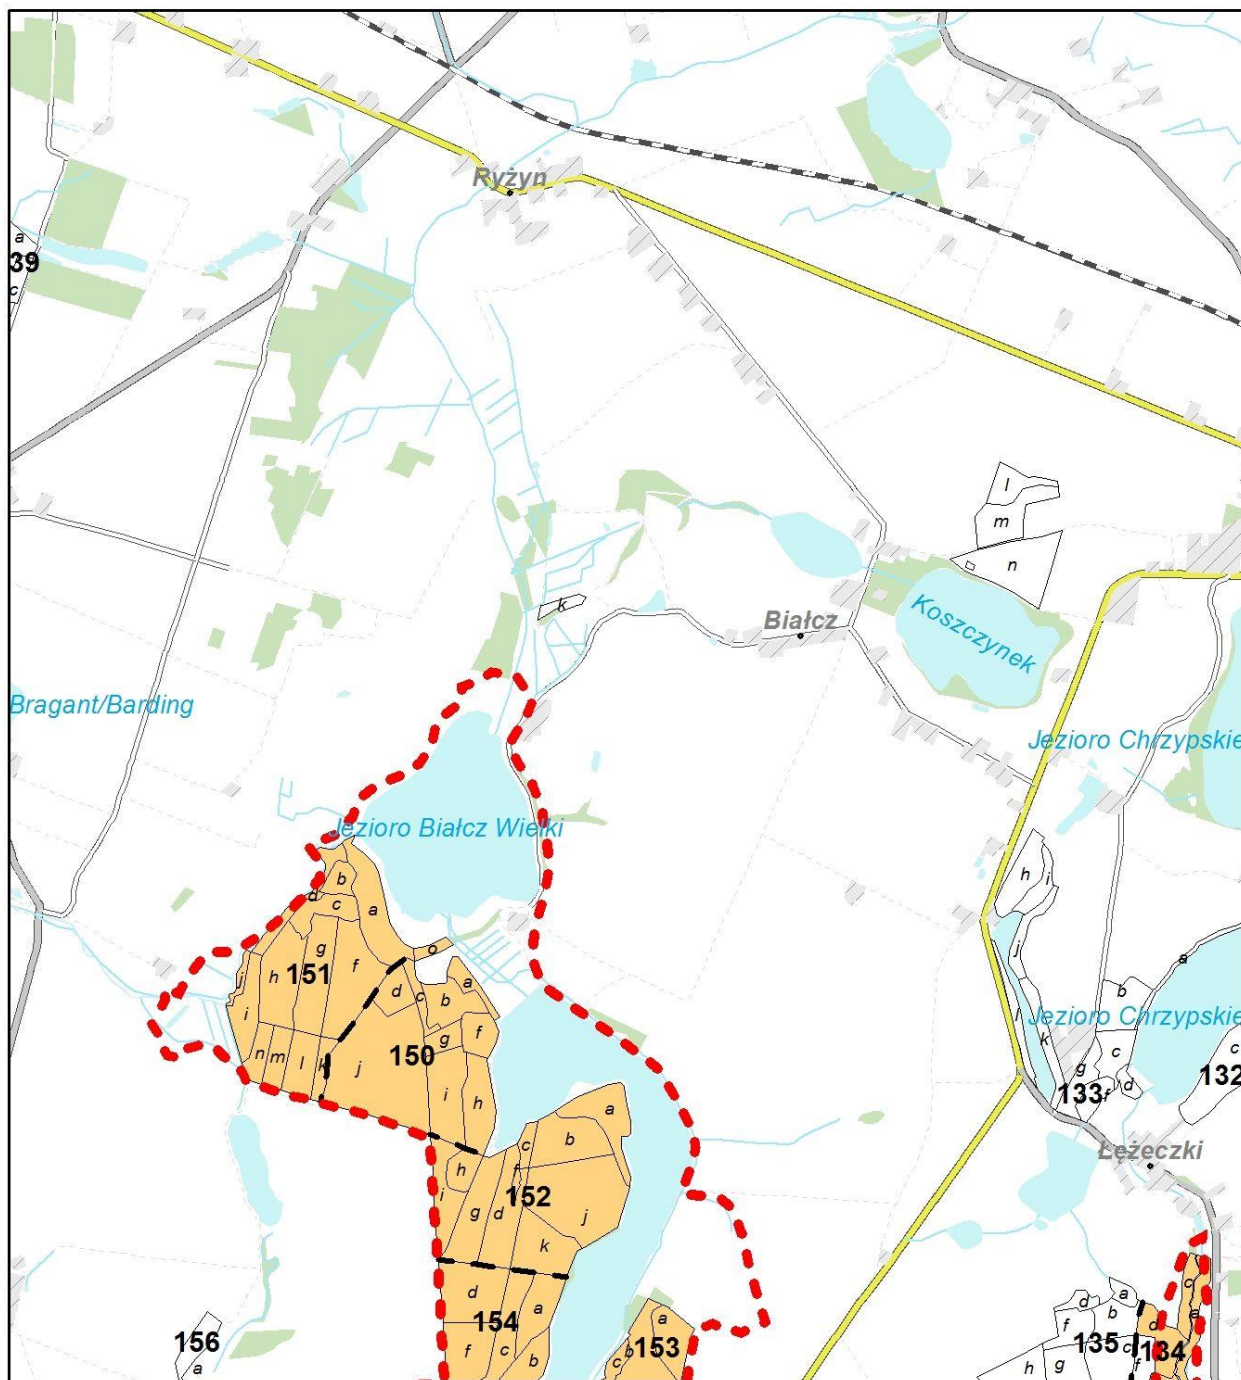 Ryżyn
a
39
c
l
m
n
k
Białcz
Koszczynek
Bragant/Barding
Jezioro Chrzypskie
Jezioro Białcz Wielki
b
d
c
a
h
i
g
f
o
j
h
151
j
a
d
c
b
i
g
f
150
n
m
l
k
j
i
h
a
b
c
l
Jezioro Chrzypskie
k
c
g
d
c
132
133
f
a
b
c
h
f
i
152
g
d
j
k
Łężeczki
d
a
154
f
c
b
a
153
b
c
156
a
a
d
b
f
135
c
h
g
f
c
a
d
134